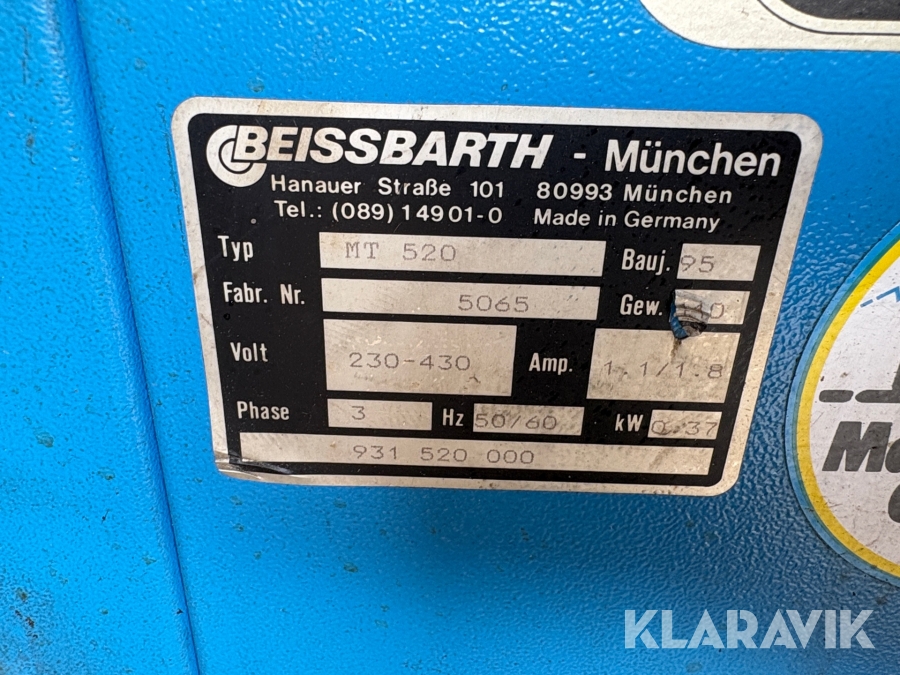 BEISSBARTH - München
Hanauer Straße 101 80993 München
Tel.: (089) 14901-0 Made in Germany
Typ MT 520 Bauj. 95
Fabr. Nr. 5065 Gew.
Volt 230-430 Amp. 1.1/1.8
Phase 3 Hz 50/60 kW 0.37
931 520 000
KLARAVIK